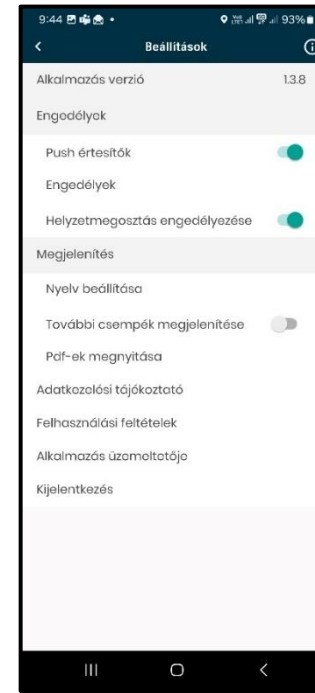 9:44 93%
Beállítások
Alkalmazás verzió 1.3.8
Engedélyek
Push értesítők
Engedélyek
Helyzetmegosztás engedélyezése
Megjelenítés
Nyelv beállítása
További csempék megjelenítése
Pdf-ek megnyitása
Adatkezelési tájékoztató
Felhasználási feltételek
Alkalmazás üzemeltetője
Kijelentkezés